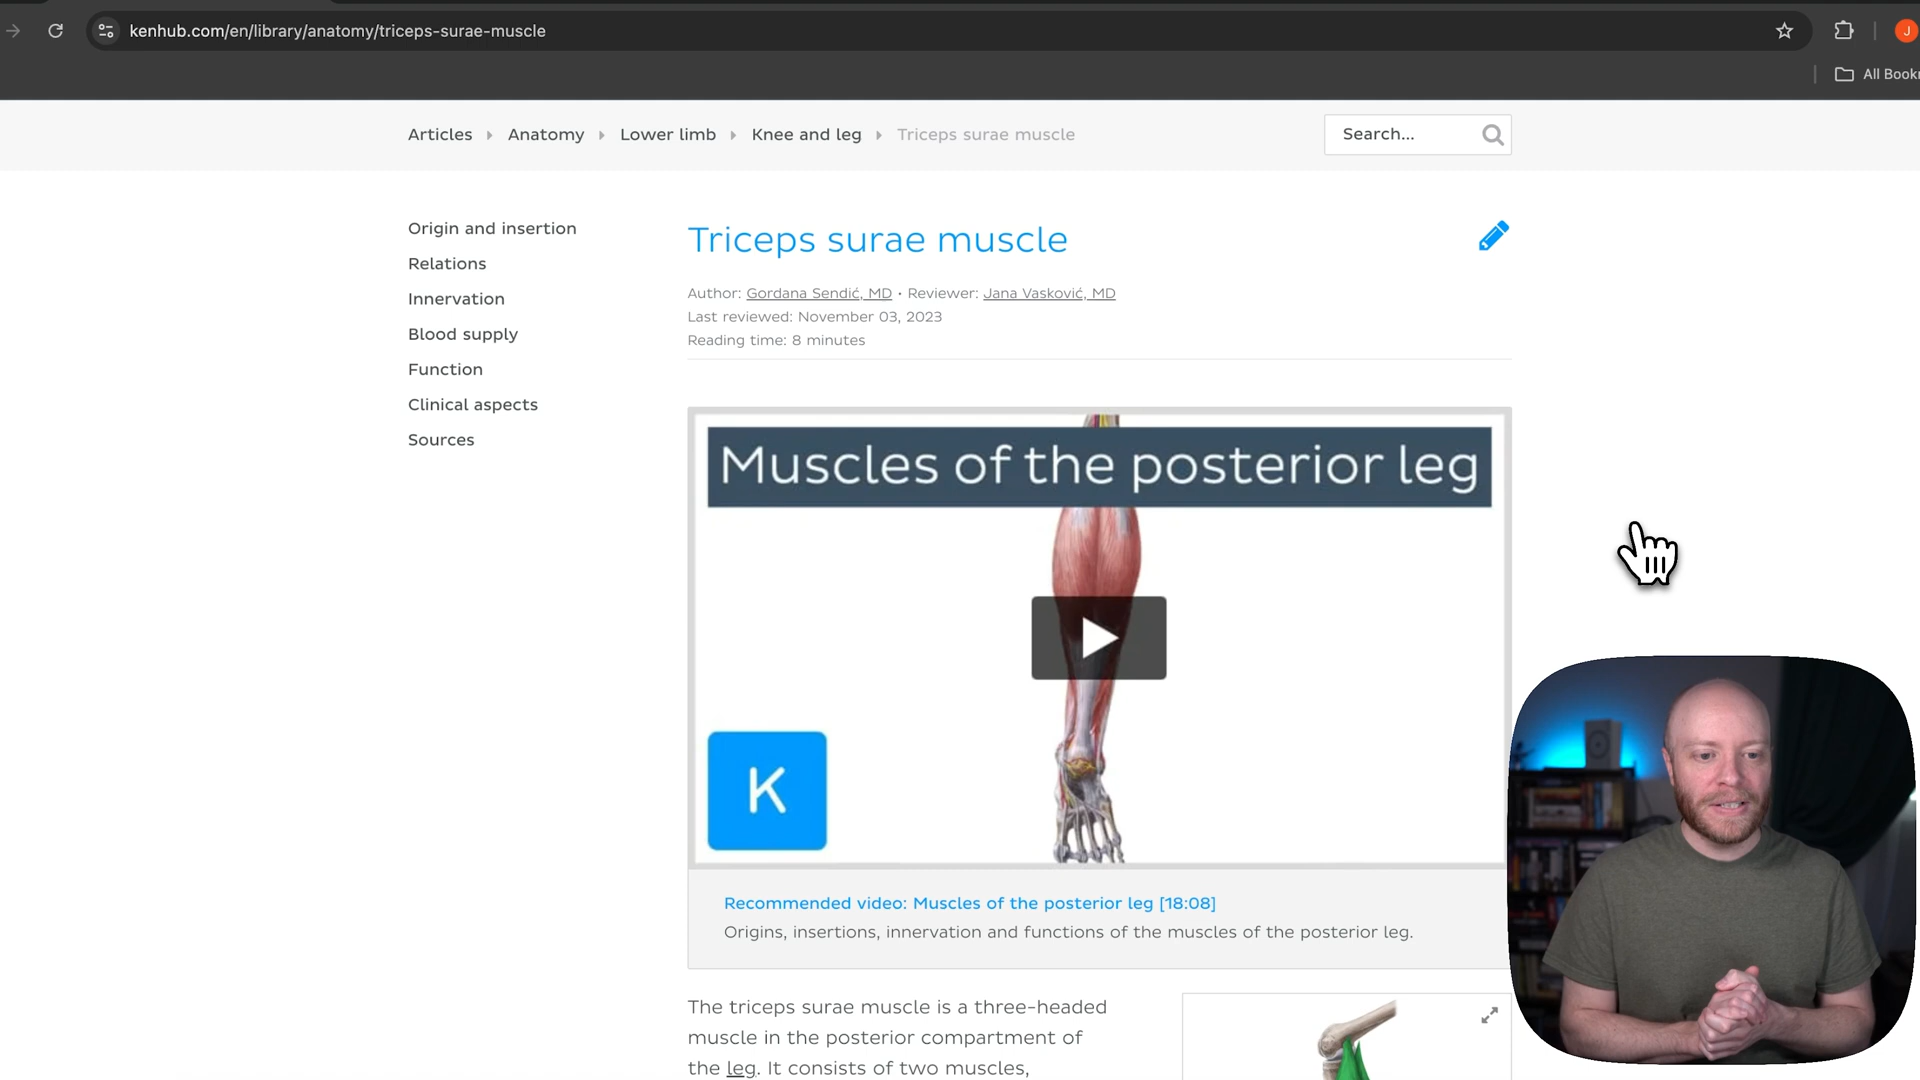 kenhub.com/en/library/anatomy/triceps-surae-muscle
J
All Bookm
Articles Anatomy Lower limb Knee and leg Triceps surae muscle
Search...
Origin and insertion
Relations
Innervation
Blood supply
Function
Clinical aspects
Sources
Triceps surae muscle
Author: Gordana Sendić, MD • Reviewer: Jana Vasković, MD
Last reviewed: November 03, 2023
Reading time: 8 minutes
Muscles of the posterior leg
K
Recommended video: Muscles of the posterior leg [18:08]
Origins, insertions, innervation and functions of the muscles of the posterior leg.
The triceps surae muscle is a three-headed
muscle in the posterior compartment of
the leg. It consists of two muscles,